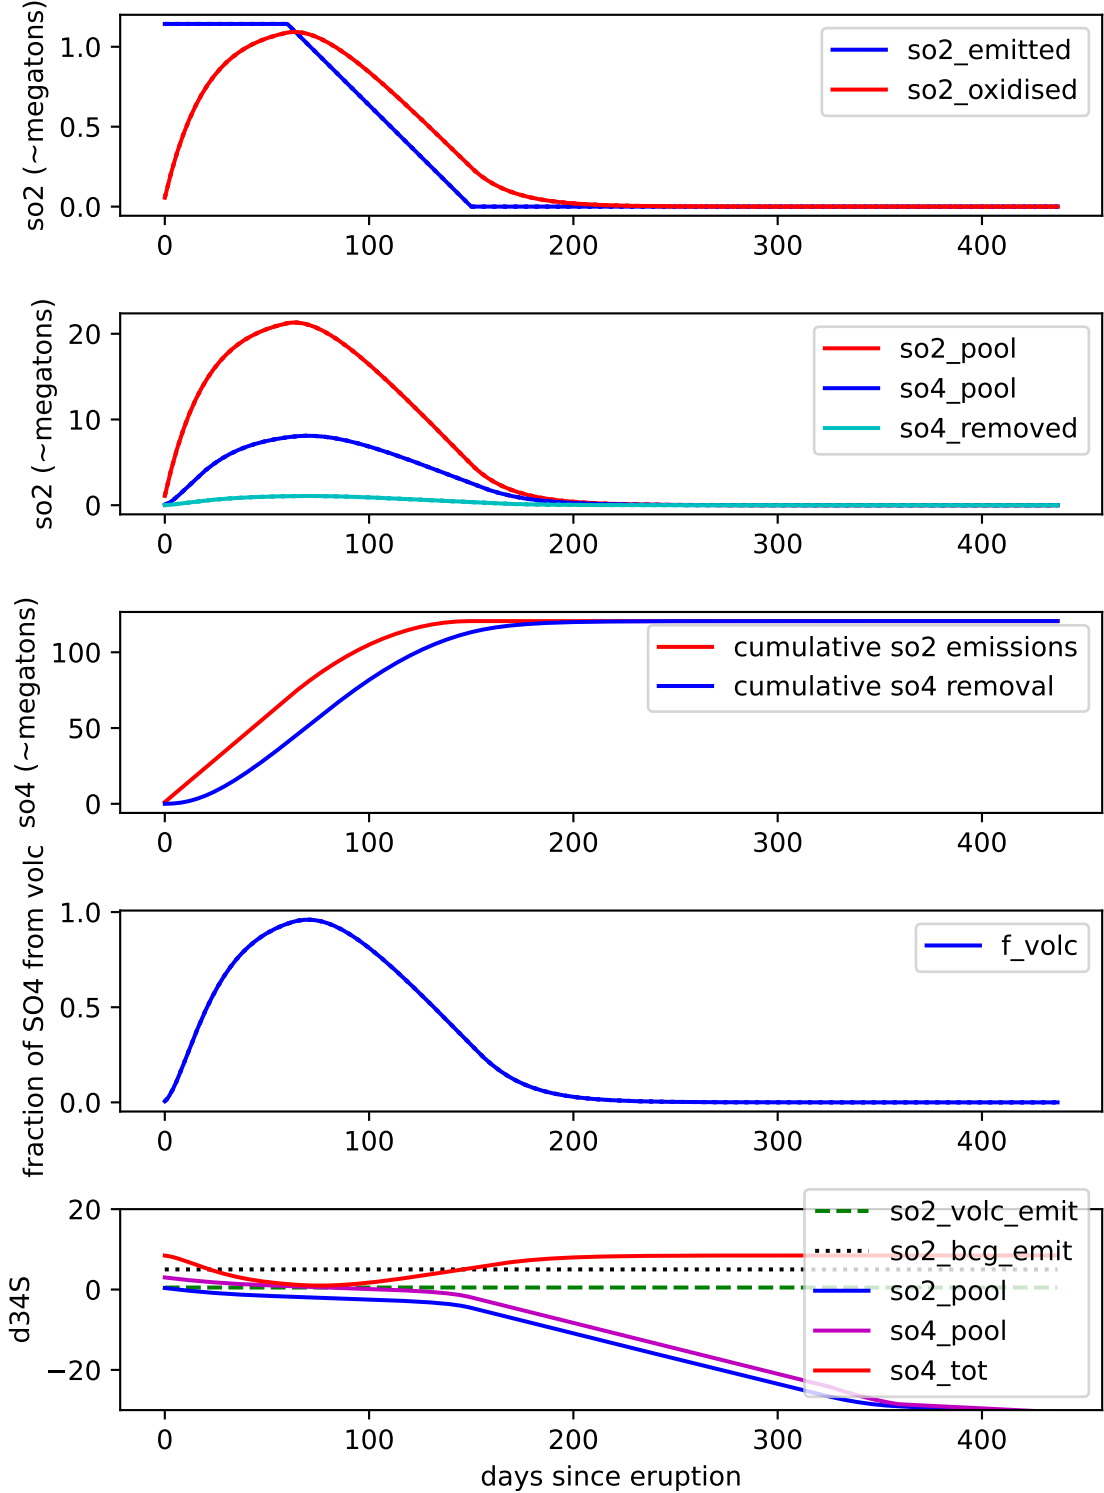 so2 (~megatons)
1.0
0.5
0.0
so2_emitted
so2_oxidised
0 100 200 300 400
so2 (~megatons)
20
10
0
so2_pool
so4_pool
so4_removed
0 100 200 300 400
so4 (~megatons)
100
50
0
cumulative so2 emissions
cumulative so4 removal
0 100 200 300 400
fraction of SO4 from volc
1.0
0.5
0.0
f_volc
0 100 200 300 400
d34S
20
0
−20
so2_volc_emit
so2_bcg_emit
so2_pool
so4_pool
so4_tot
0 100 200 300 400
days since eruption